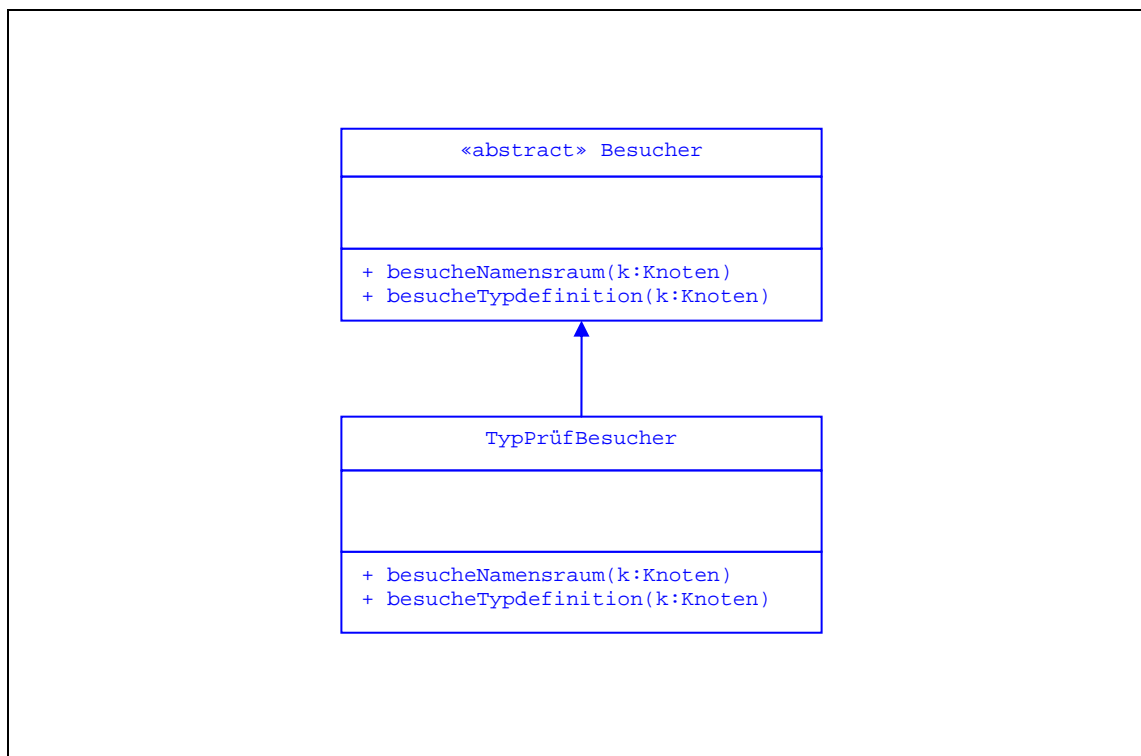 «abstract» Besucher
+ besucheNamensraum(k:Knoten)
+ besucheTypdefinition(k:Knoten)
TypPrüfBesucher
+ besucheNamensraum(k:Knoten)
+ besucheTypdefinition(k:Knoten)